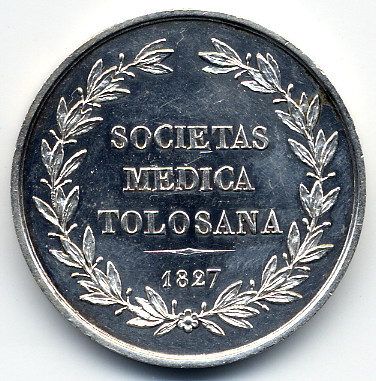 SOCIETAS
MEDICA
TOLOSANA
1827